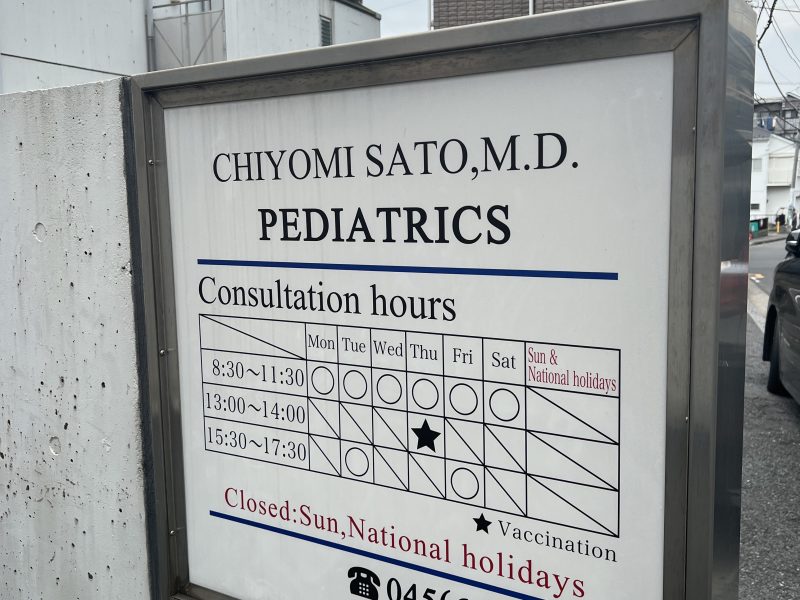 CHIYOMI SATO,M.D.
PEDIATRICS
Consultation hours
Mon Tue Wed Thu Fri Sat Sun & National holidays
8:30~11:30 ○ ○ ○ ○ ○ ○
13:00~14:00 ★
15:30~17:30 ○ ○
★ Vaccination
Closed:Sun,National holidays
☎